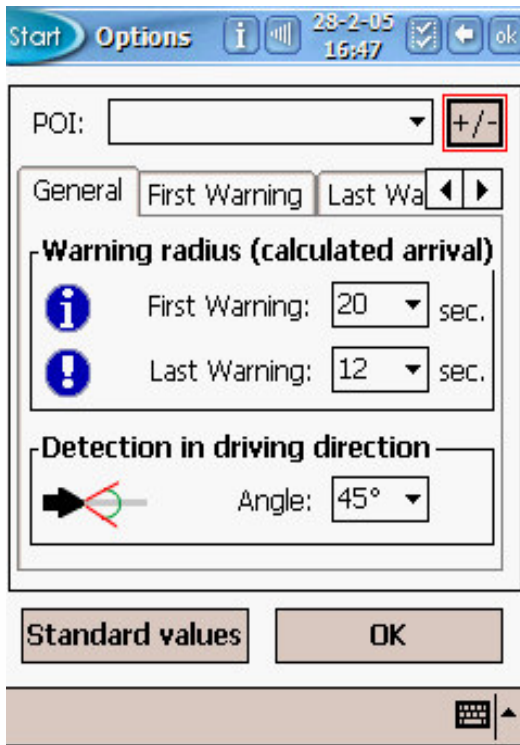 Start Options 28-2-05
16:47 ok
POI: +/-
General First Warning Last Wa
Warning radius (calculated arrival)
First Warning: 20 sec.
Last Warning: 12 sec.
Detection in driving direction
Angle: 45°
Standard values OK